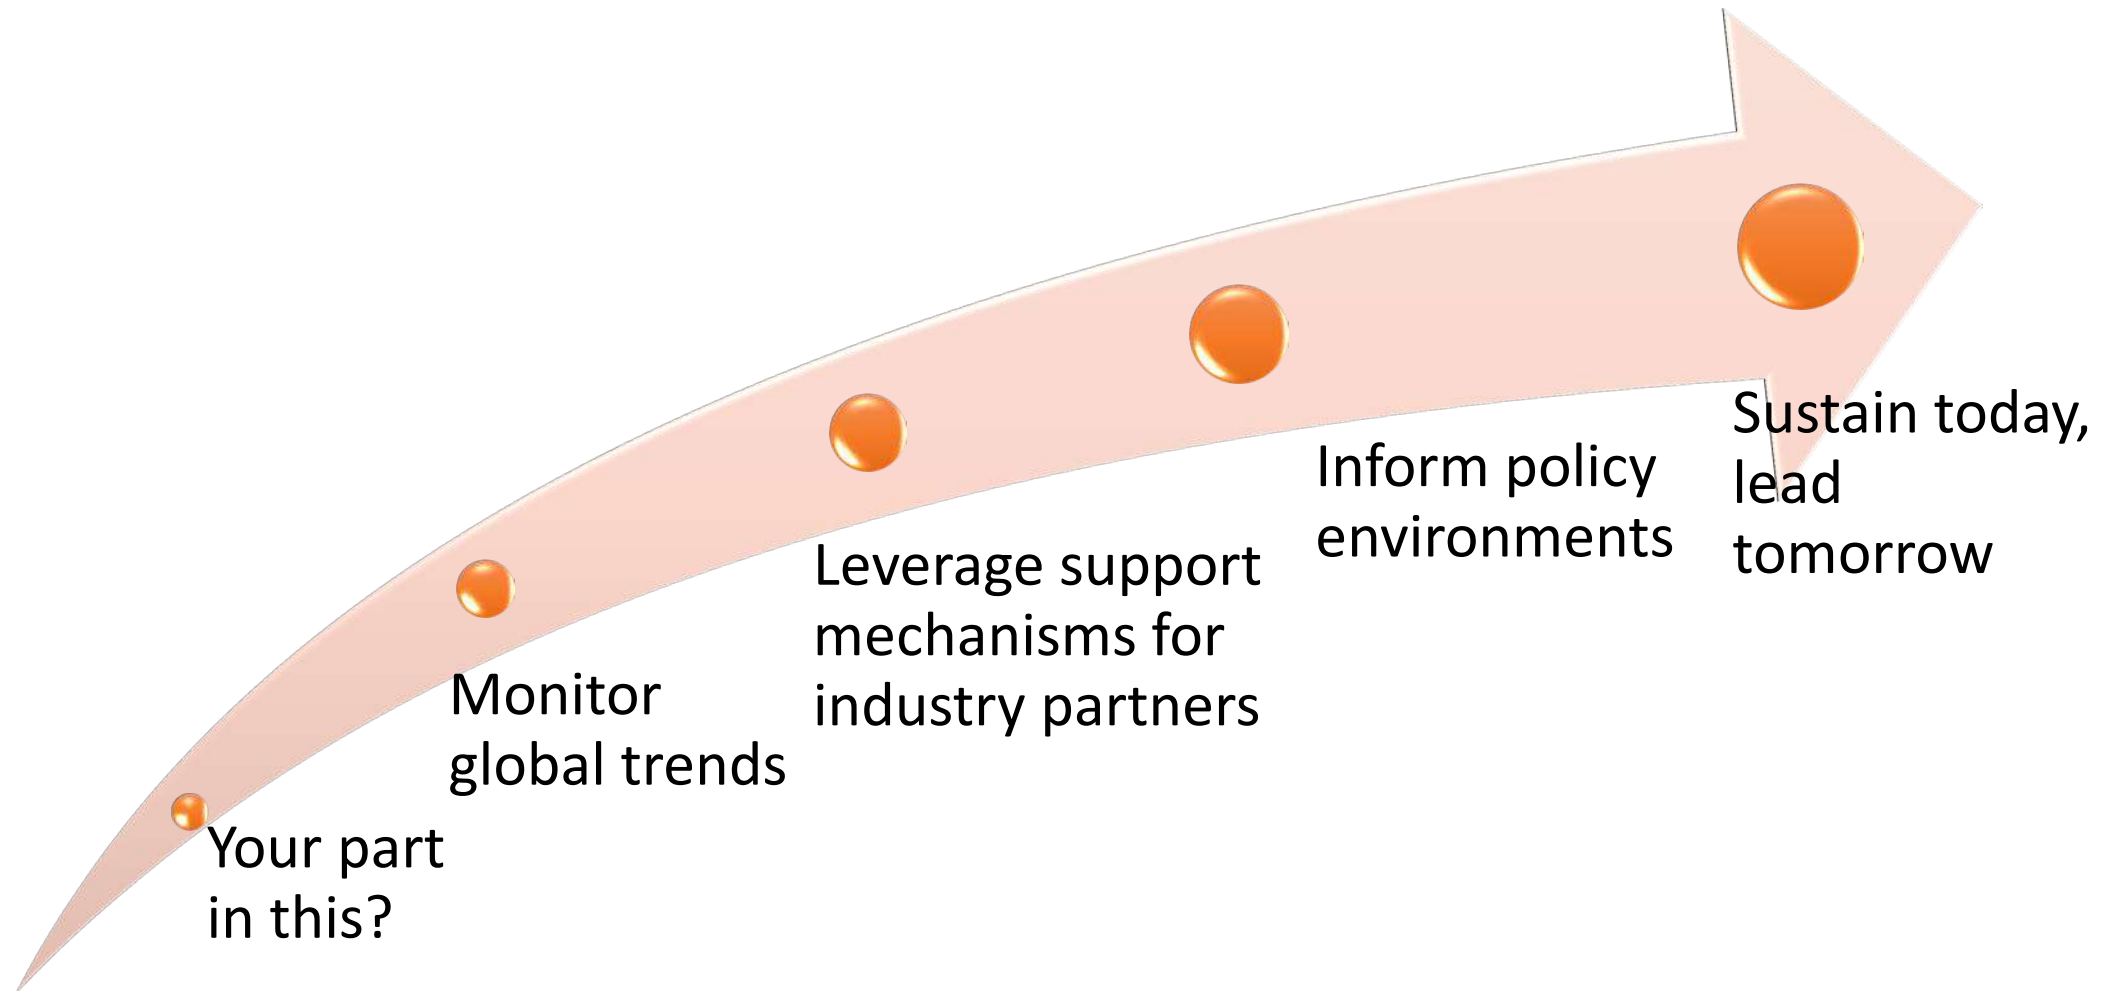 Your part
in this?
Monitor
global trends
Leverage support
mechanisms for
industry partners
Inform policy
environments
Sustain today,
lead
tomorrow